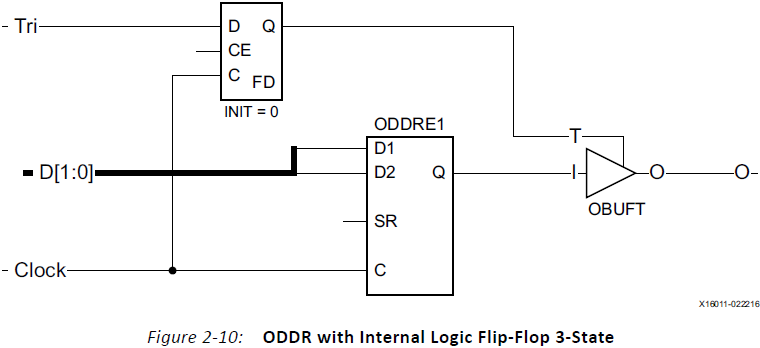 Tri
D Q
CE
C
FD
INIT = 0
ODDRE1
D1
T
D[1:0]
D2 Q
I
O
O
OBUFT
SR
Clock
C
X16011-022216
Figure 2-10: ODDR with Internal Logic Flip-Flop 3-State